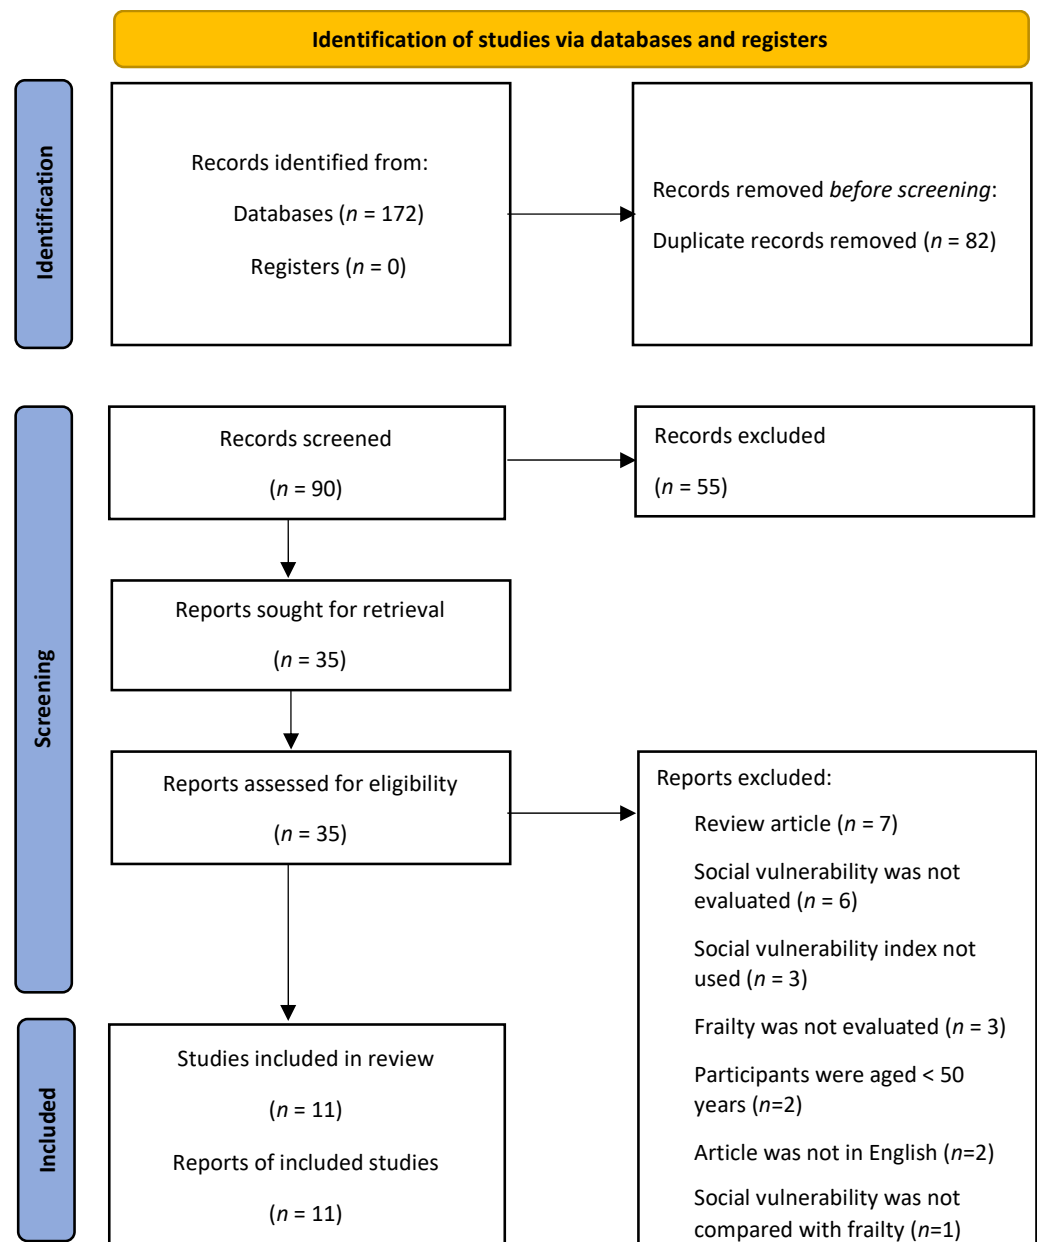 Identification of studies via databases and registers
Identification
Records identified from:
Databases (n = 172)
Registers (n = 0)
Records removed before screening:
Duplicate records removed (n = 82)
Screening
Records screened
(n = 90)
Records excluded
(n = 55)
Reports sought for retrieval
(n = 35)
Reports assessed for eligibility
(n = 35)
Reports excluded:
Review article (n = 7)
Social vulnerability was not
evaluated (n = 6)
Social vulnerability index not
used (n = 3)
Frailty was not evaluated (n = 3)
Participants were aged < 50
years (n=2)
Article was not in English (n=2)
Social vulnerability was not
compared with frailty (n=1)
Included
Studies included in review
(n = 11)
Reports of included studies
(n = 11)